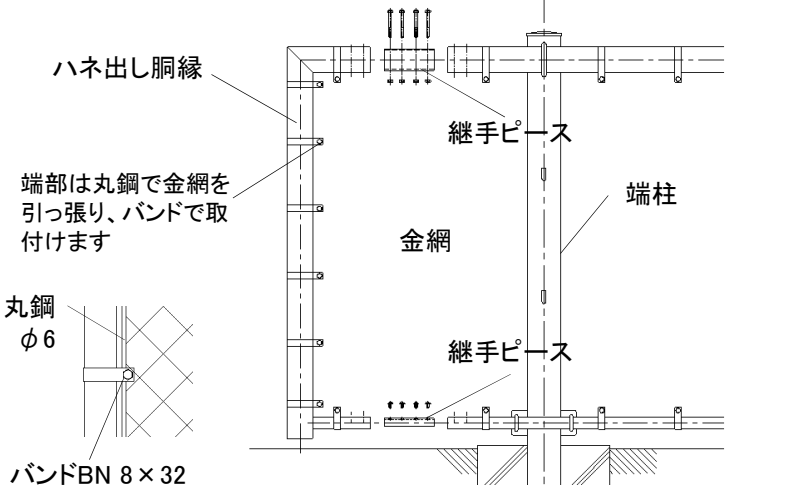 ハネ出し胴縁
継手ピース
端部は丸鋼で金網を
引っ張り、バンドで取
付けます
端柱
金網
丸鋼
φ6
継手ピース
バンドBN 8×32